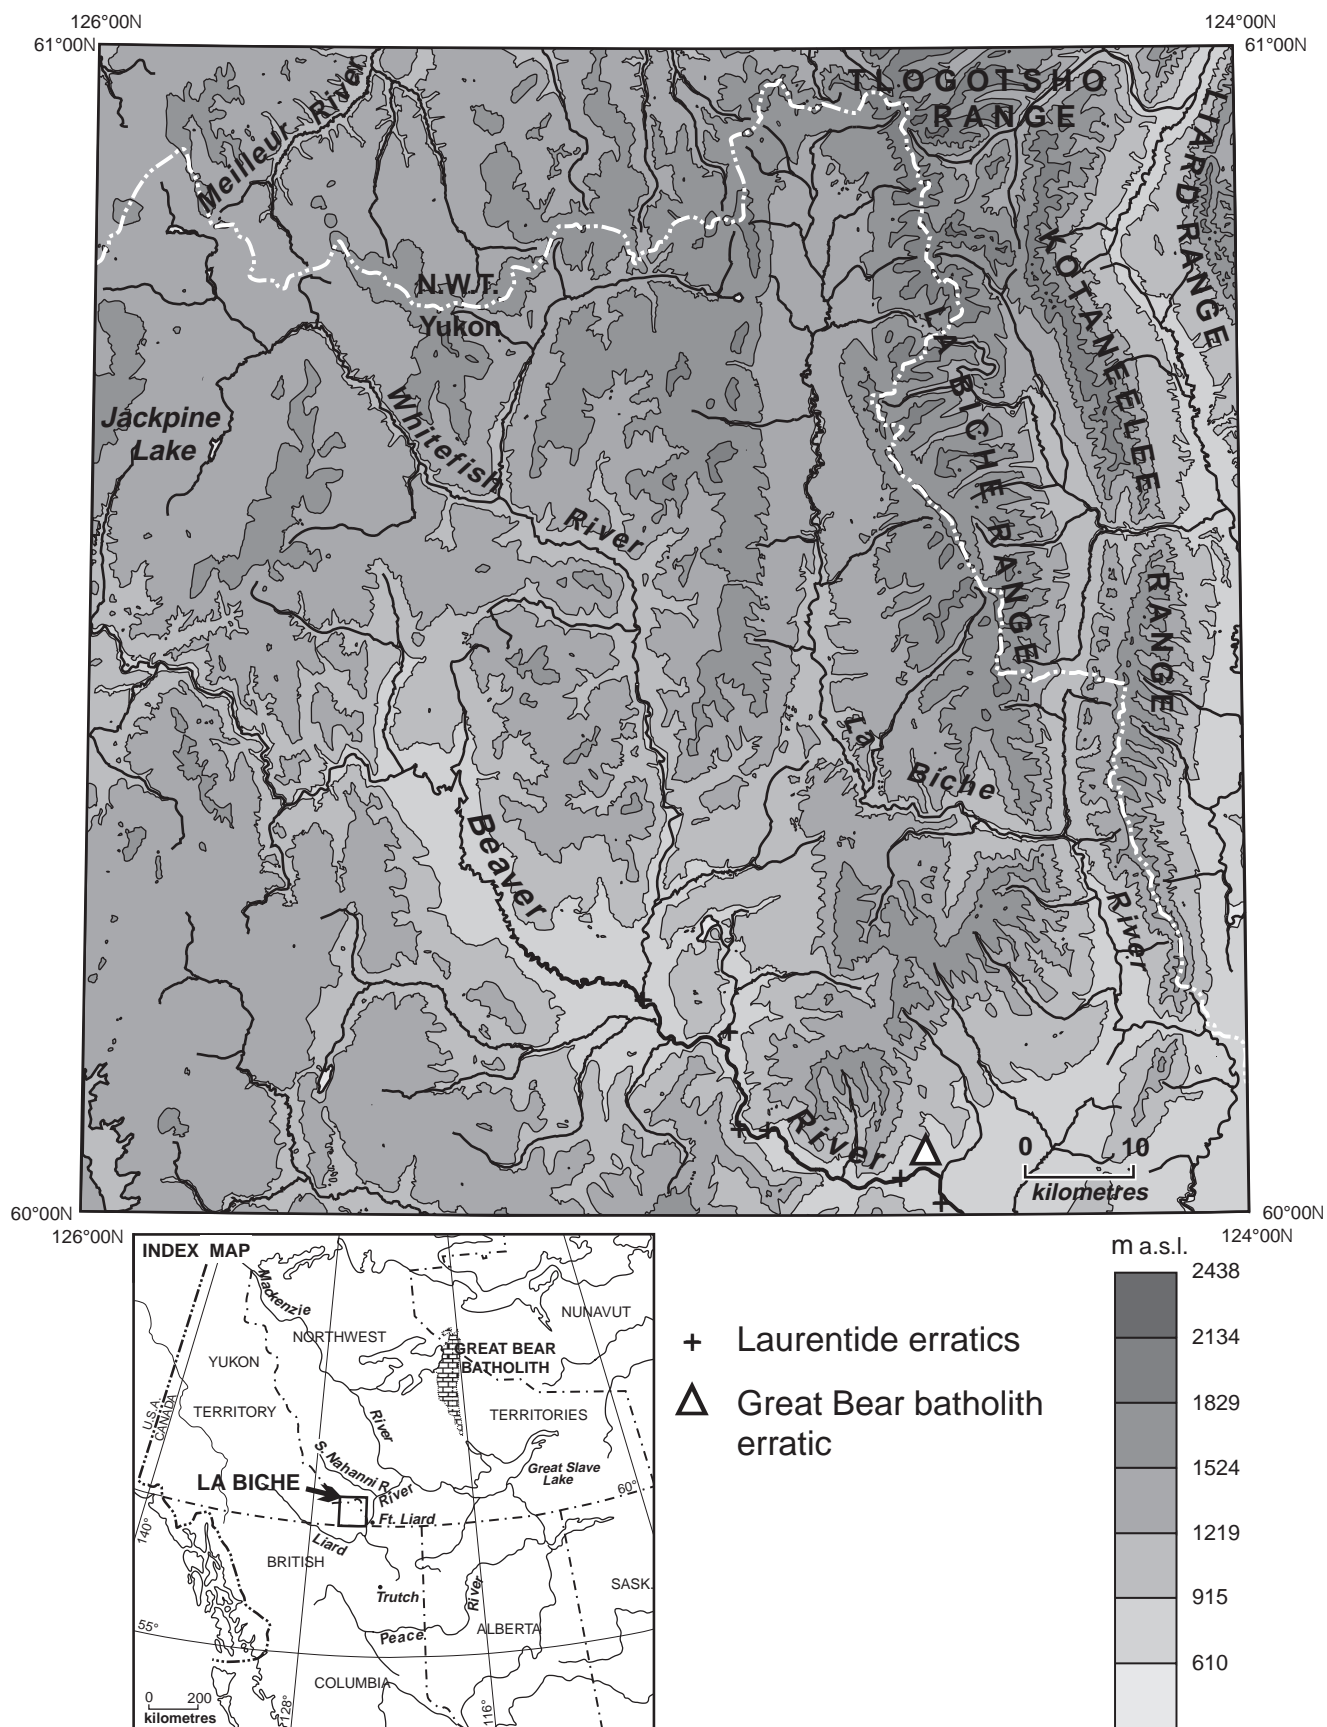 126°00N
124°00N
61°00N
61°00N
TLOGOTSHO
RANGE
Meilleur River
LIARD RANGE
KOTANEELEE RANGE
N.W.T.
Yukon
LA BICHE RANGE
Jackpine
Lake
Whitefish River
La Biche River
Beaver River
0 10
kilometres
60°00N
60°00N
126°00N
124°00N
INDEX MAP
Mackenzie River
NUNAVUT
NORTHWEST
GREAT BEAR
BATHOLITH
YUKON
U.S.A.
CANADA
TERRITORY
TERRITORIES
S. Nahanni R.
Great Slave
Lake
LA BICHE
River
60°
Ft. Liard
140°
Liard
BRITISH
Trutch
River
SASK.
55°
Peace
ALBERTA
COLUMBIA
0 200
kilometres
128°
116°
+ Laurentide erratics
Great Bear batholith
erratic
m a.s.l.
2438
2134
1829
1524
1219
915
610